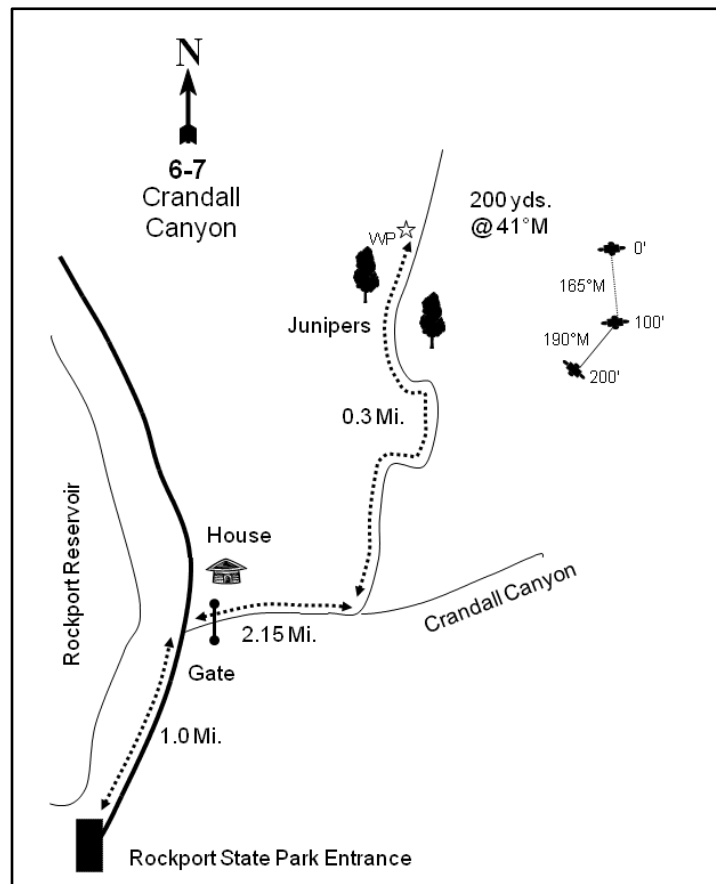 N
6-7
Crandall
Canyon
200 yds.
@ 41°M
WP
0'
165°M
Junipers
100'
190°M
200'
0.3 Mi.
Rockport Reservoir
House
Crandall Canyon
2.15 Mi.
Gate
1.0 Mi.
Rockport State Park Entrance